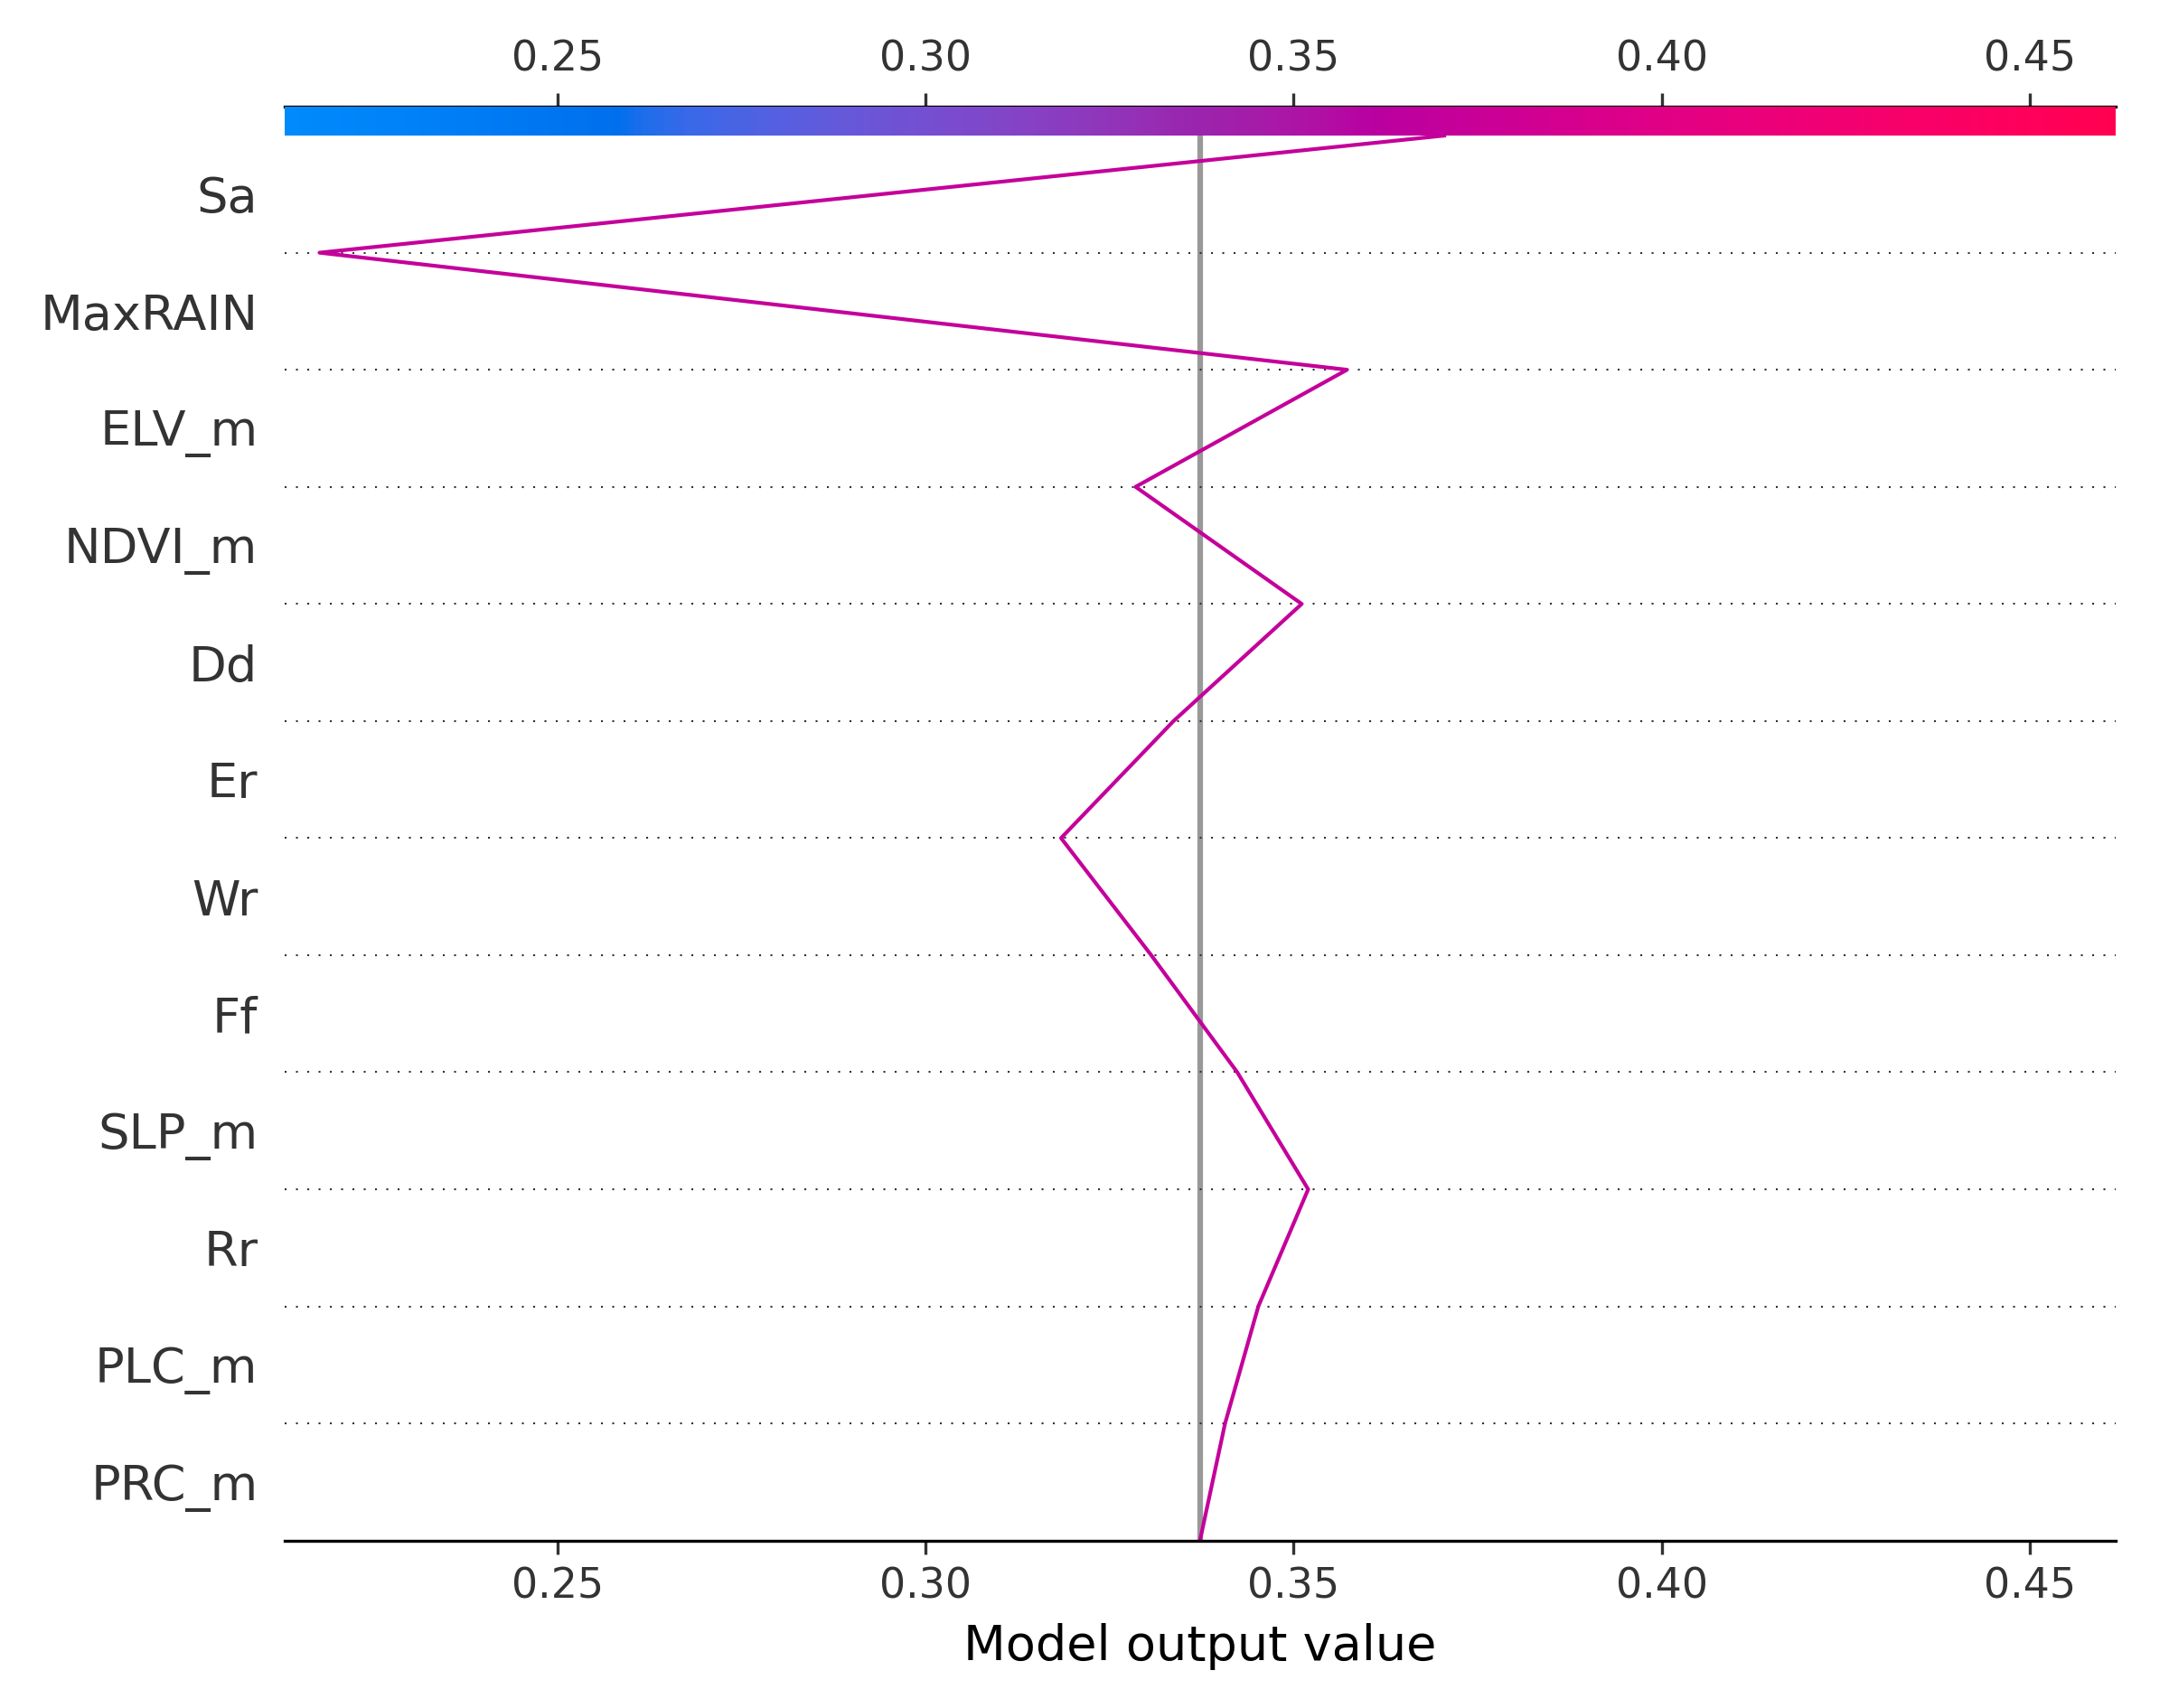 0.25 0.30 0.35 0.40 0.45
Sa
MaxRAIN
ELV_m
NDVI_m
Dd
Er
Wr
Ff
SLP_m
Rr
PLC_m
PRC_m
0.25 0.30 0.35 0.40 0.45
Model output value